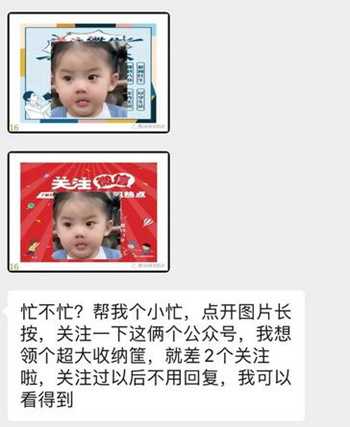 16
关注微信
16
忙不忙？帮我个小忙，点开图片长
按，关注一下这俩个公众号，我想
领个超大收纳筐，就差2个关注
啦，关注过以后不用回复，我可以
看得到